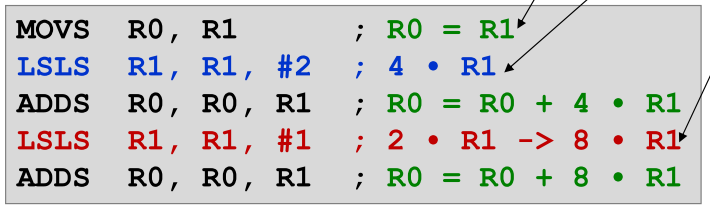 MOVS R0, R1 ; R0 = R1
LSLS R1, R1, #2 ; 4 • R1
ADDS R0, R0, R1 ; R0 = R0 + 4 • R1
LSLS R1, R1, #1 ; 2 • R1 -> 8 • R1
ADDS R0, R0, R1 ; R0 = R0 + 8 • R1